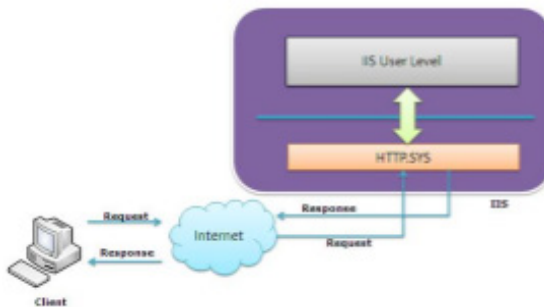 IIS User Level
HTTP.SYS
IIS
Response
Request
Internet
Request
Response
Client